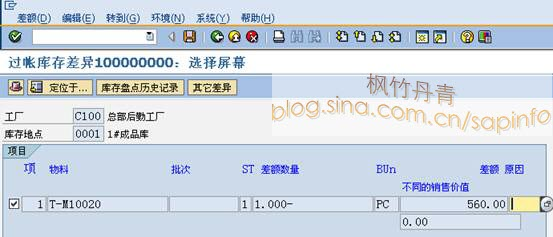 差额(D) 编辑(E) 转到(G) 环境(N) 系统(Y) 帮助(H)
过帐库存差异100000000：选择屏幕
定位于... 库存盘点历史记录 其它差异
枫竹丹青
blog.sina.com.cn/sapinfo
工厂 C100 总部后勤工厂
库存地点 0001 1#成品库
项目
項 物料 批次 ST 差额数量 BUn 差额 原因
不同的销售价值
1 T-M10020 1 1.000- PC 560.00
0.00